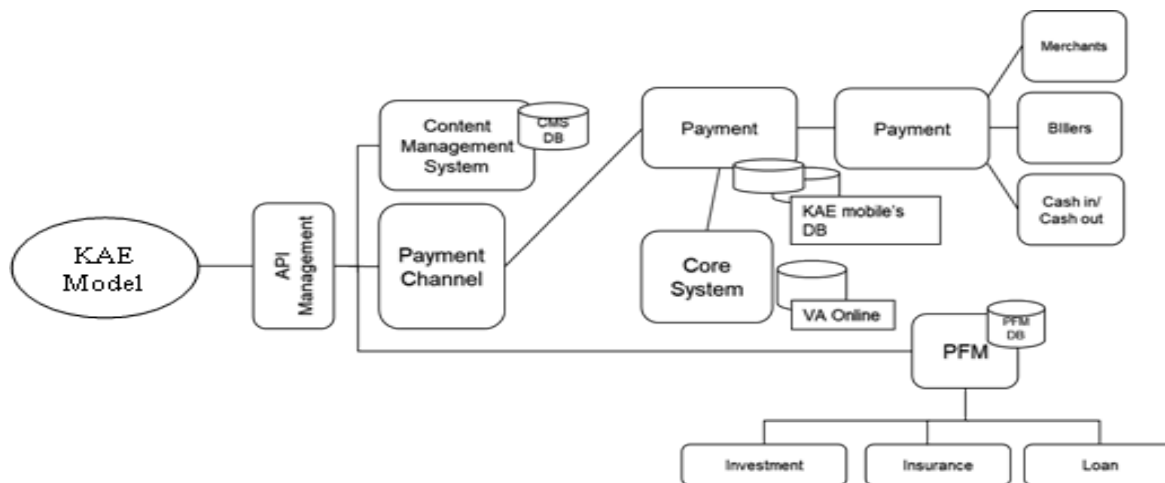 KAE
Model
API
Management
Content
Management
System
CMS
DB
Payment
Channel
Payment
KAE mobile's
DB
Core
System
VA Online
Payment
Merchants
BIllers
Cash in/
Cash out
PFM
PFM
DB
Investment
Insurance
Loan